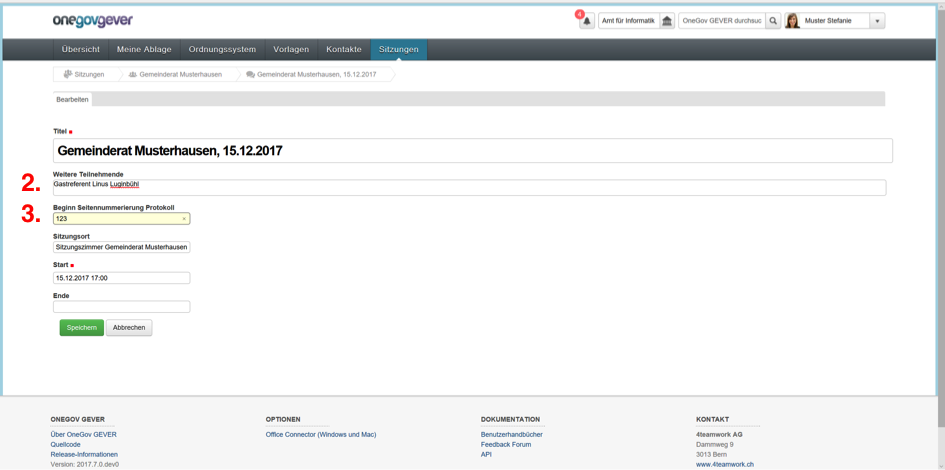 onegovgever
4
Amt für Informatik
OneGov GEVER durchsuc
Muster Stefanie
Übersicht Meine Ablage Ordnungssystem Vorlagen Kontakte Sitzungen
Sitzungen Gemeinderat Musterhausen Gemeinderat Musterhausen, 15.12.2017
Bearbeiten
Titel
Gemeinderat Musterhausen, 15.12.2017
Weitere Teilnehmende
2. Gastreferent Linus Luginbühl
Beginn Seitennummerierung Protokoll
3. 123 ×
Sitzungsort
Sitzungszimmer Gemeinderat Musterhausen
Start
15.12.2017 17:00
Ende
Speichern Abbrechen
ONEGOV GEVER
Über OneGov GEVER
Quellcode
Release-Informationen
Version: 2017.7.0.dev0
OPTIONEN
Office Connector (Windows und Mac)
DOKUMENTATION
Benutzerhandbücher
Feedback Forum
API
KONTAKT
4teamwork AG
Dammweg 9
3013 Bern
www.4teamwork.ch